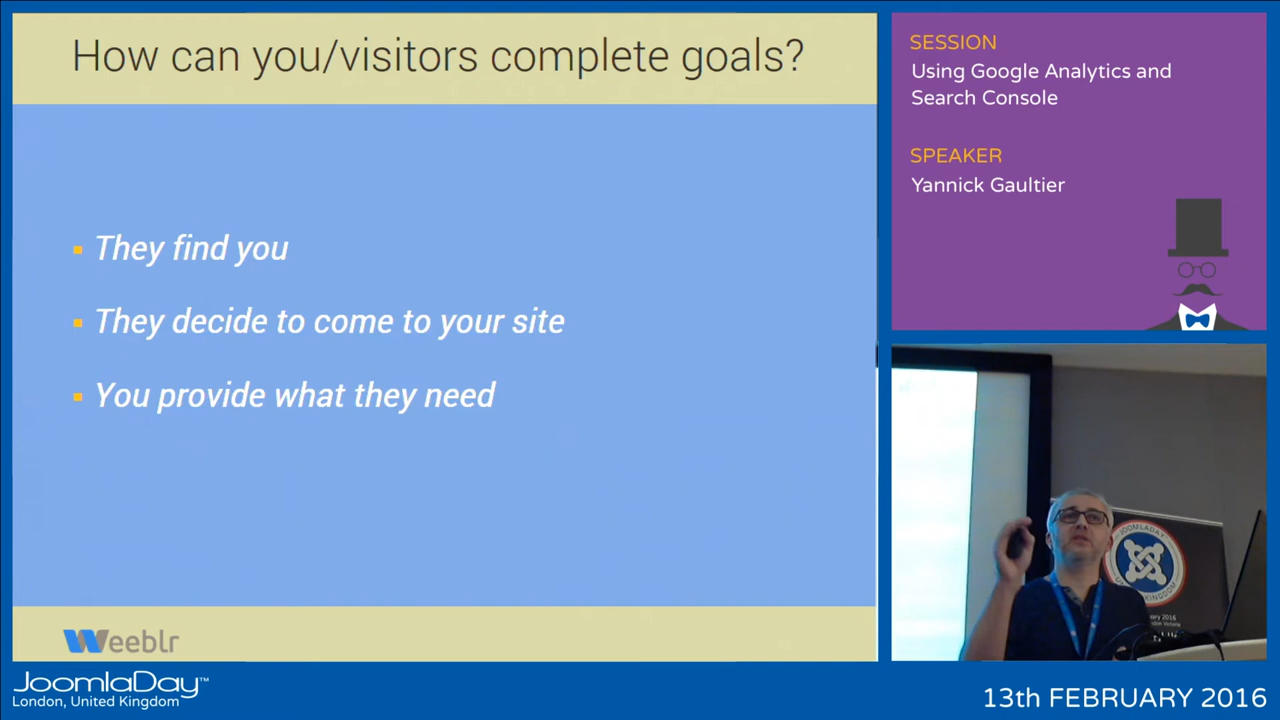 How can you/visitors complete goals?
They find you
They decide to come to your site
You provide what they need
Weeblr
SESSION
Using Google Analytics and
Search Console
SPEAKER
Yannick Gaultier
JOOMLADAY
2016
JoomlaDay™
London, United Kingdom
13th FEBRUARY 2016